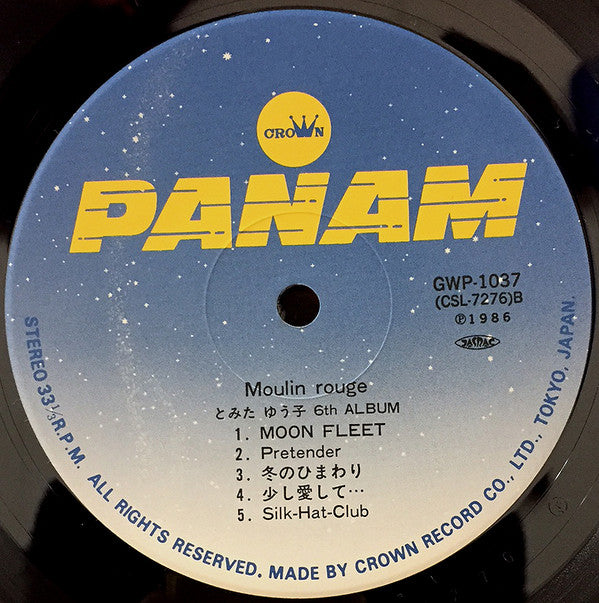 CROWN
PANAM
GWP-1037
(CSL-7276)B
Ⓟ1986
JASRAC
Moulin rouge
とみた ゆう子 6th ALBUM
1. MOON FLEET
2. Pretender
3. 冬のひまわり
4. 少し愛して…
5. Silk-Hat-Club
STEREO 33⅓ R.P.M. ALL RIGHTS RESERVED. MADE BY CROWN RECORD CO., LTD., TOKYO, JAPAN.